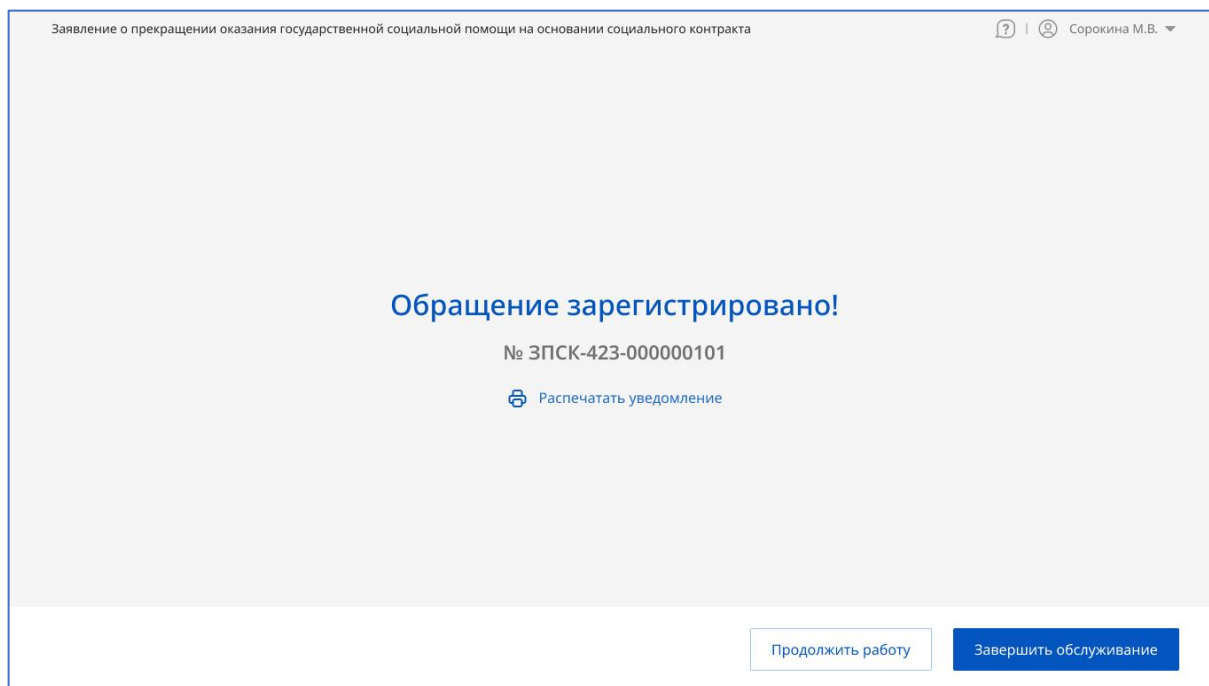 Заявление о прекращении оказания государственной социальной помощи на основании социального контракта
Сорокина М.В.
Обращение зарегистрировано!
№ ЗПСК-423-000000101
Распечатать уведомление
Продолжить работу
Завершить обслуживание